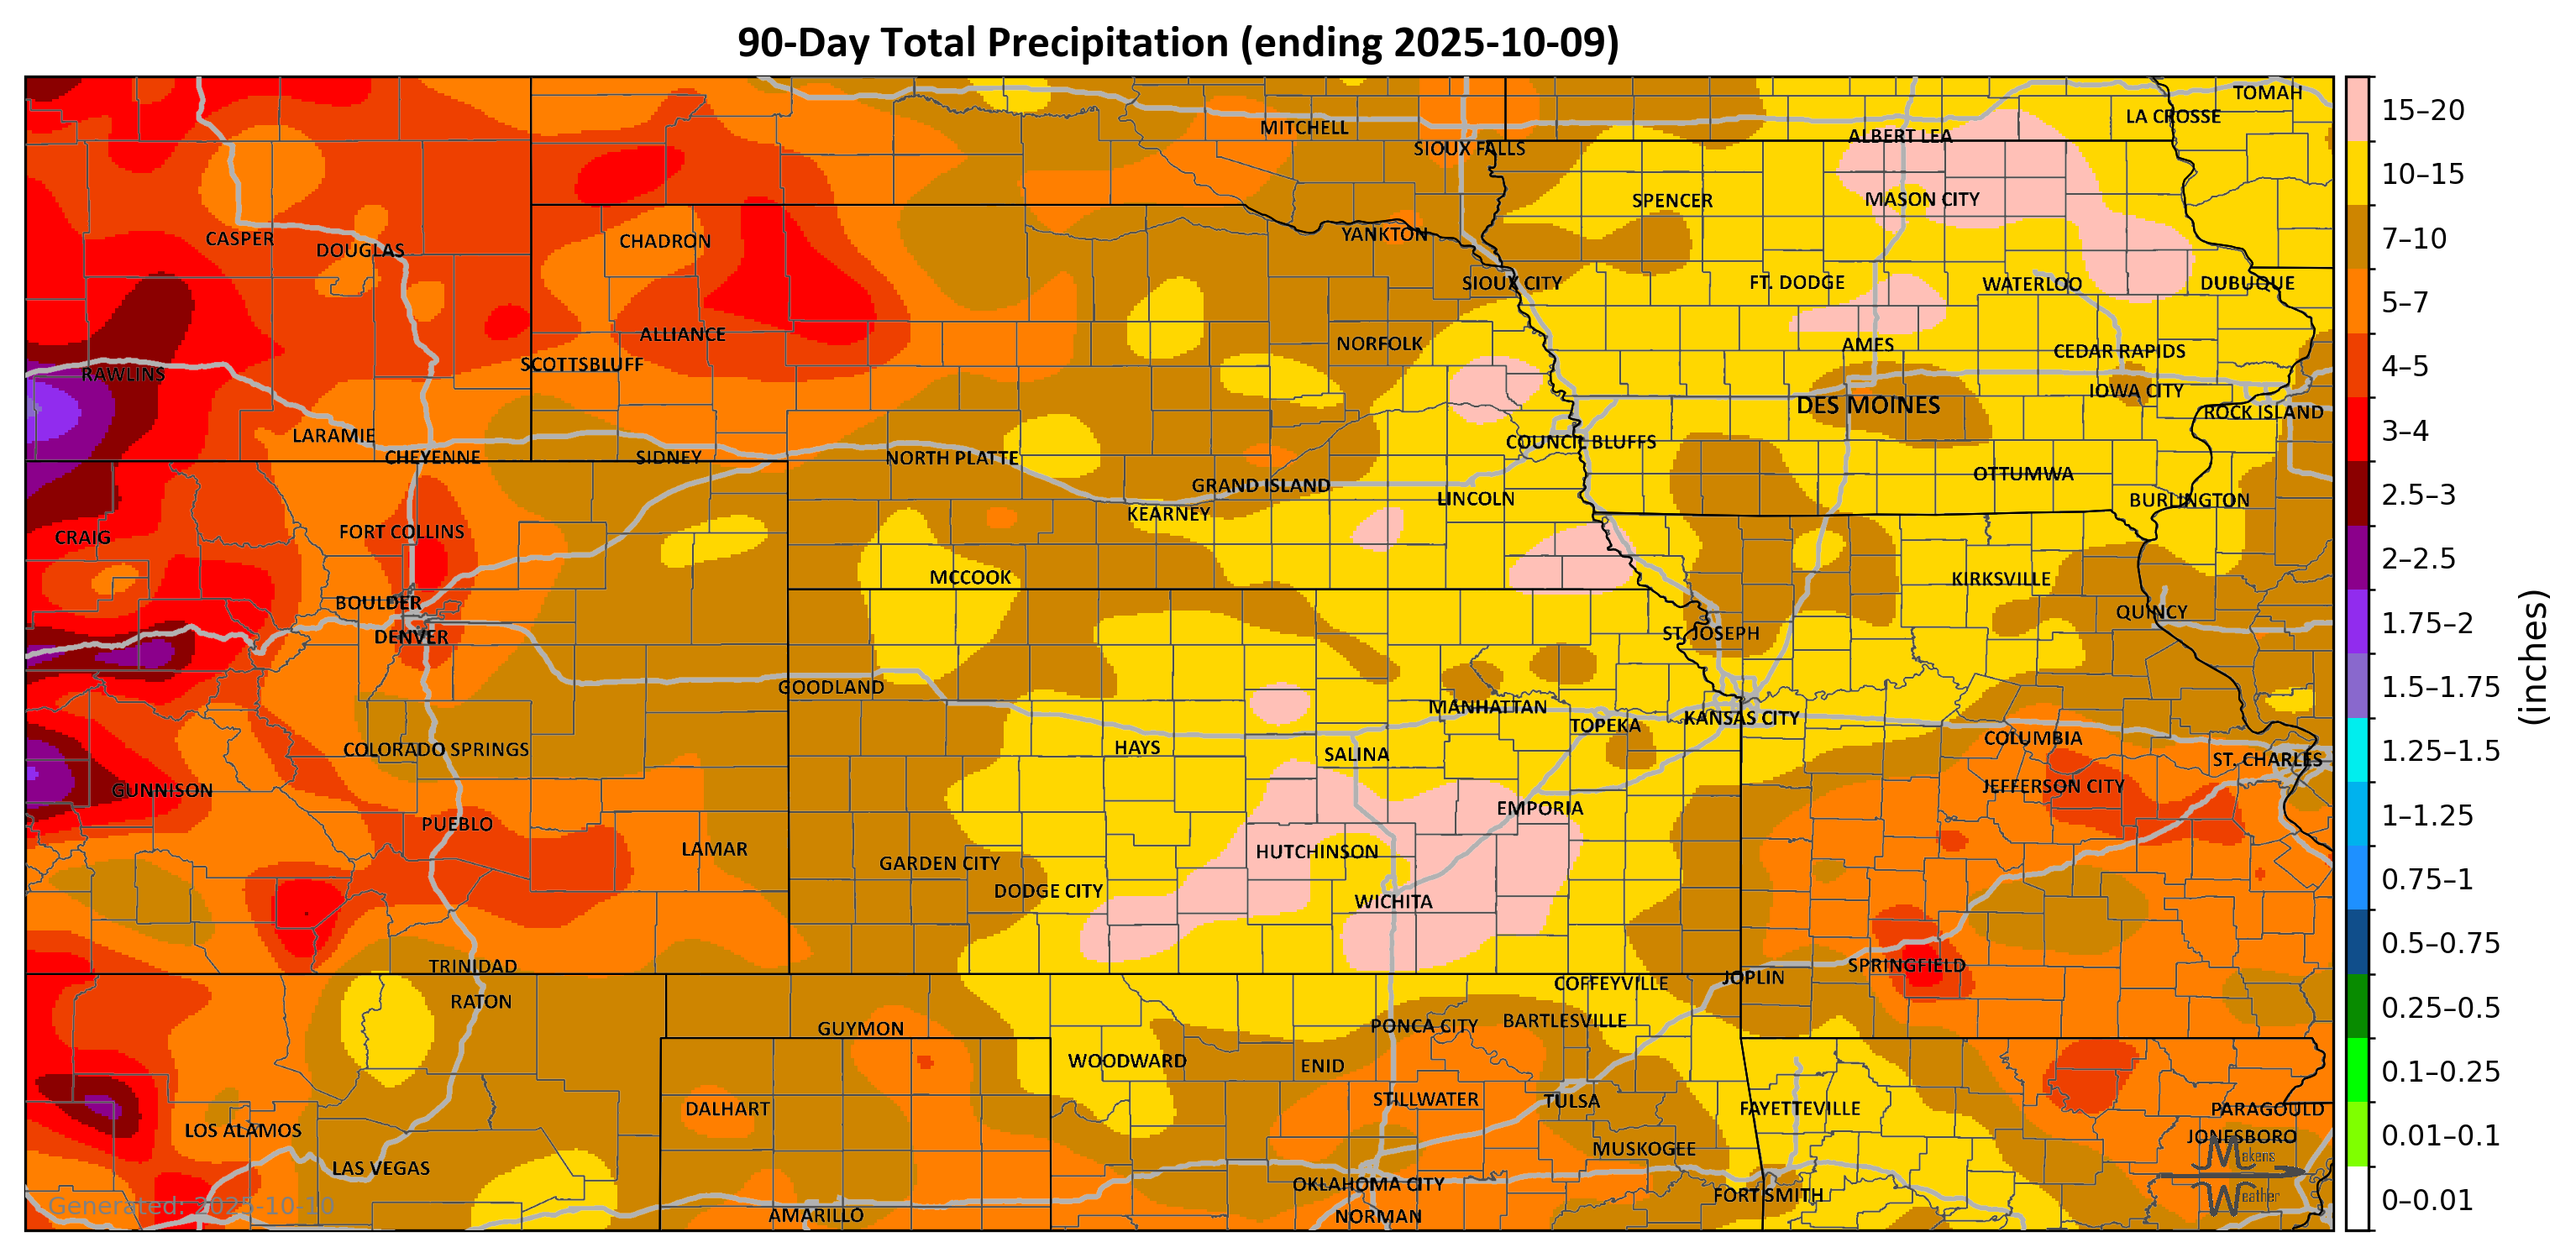 90-Day Total Precipitation (ending 2025-10-09)
TOMAH
LA CROSSE
MITCHELL
ALBERT LEA
SIOUX FALLS
SPENCER
MASON CITY
YANKTON
CASPER
CHADRON
DOUGLAS
SIOUX CITY
FT. DODGE
WATERLOO
DUBUQUE
ALLIANCE
NORFOLK
AMES
CEDAR RAPIDS
SCOTTSBLUFF
RAWLINS
IOWA CITY
DES MOINES
ROCK ISLAND
LARAMIE
COUNCIL BLUFFS
CHEYENNE
SIDNEY
NORTH PLATTE
OTTUMWA
GRAND ISLAND
LINCOLN
BURLINGTON
KEARNEY
FORT COLLINS
CRAIG
MCCOOK
KIRKSVILLE
BOULDER
QUINCY
DENVER
ST. JOSEPH
GOODLAND
MANHATTAN
KANSAS CITY
TOPEKA
COLUMBIA
COLORADO SPRINGS
HAYS
SALINA
ST. CHARLES
GUNNISON
JEFFERSON CITY
EMPORIA
PUEBLO
LAMAR
HUTCHINSON
GARDEN CITY
DODGE CITY
WICHITA
TRINIDAD
SPRINGFIELD
JOPLIN
COFFEYVILLE
RATON
BARTLESVILLE
PONCA CITY
GUYMON
WOODWARD
ENID
STILLWATER
TULSA
DALHART
FAYETTEVILLE
PARAGOULD
LOS ALAMOS
JONESBORO
MUSKOGEE
LAS VEGAS
OKLAHOMA CITY
FORT SMITH
AMARILLO
NORMAN
Generated: 2025-10-10
Makens
Weather
15–20
10–15
7–10
5–7
4–5
3–4
2.5–3
2–2.5
1.75–2
1.5–1.75
1.25–1.5
1–1.25
0.75–1
0.5–0.75
0.25–0.5
0.1–0.25
0.01–0.1
0–0.01
(inches)